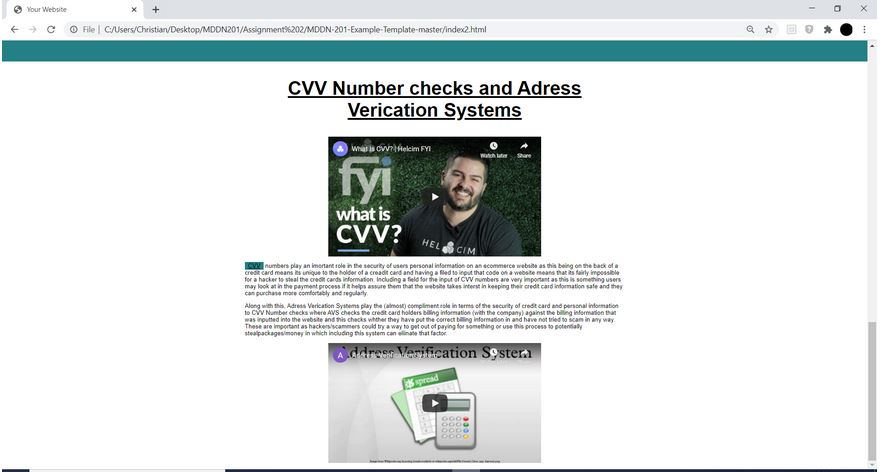 Your Website
File | C:/Users/Christian/Desktop/MDDN201/Assignment%202/MDDN-201-Example-Template-master/index2.html
CVV Number checks and Adress
Verication Systems
What is CVV? | Helcim FYI
Watch later
Share
fyi
what is
CVV?
HELCIM
CVV numbers play an imortant role in the security of users personal information on an ecommerce website as this being on the back of a
credit card means its unique to the holder of a creadit card and having a filed to input that code on a website means that its fairly impossible
for a hacker to steal the credit cards information. Including a field for the input of CVV numbers are very important as this is something users
may look at in the payment process if it helps assure them that the website takes interst in keeping their credit card information safe and they
can purchase more comfortably and regularly.
Along with this, Adress Verication Systems play the (almost) compliment role in terms of the security of credit card and personal information
to CVV Number checks where AVS checks the credit card holders billing information (with the company) against the billing information that
was inputted into the website and this checks whther they have put the correct billing information in and have not tried to scam in any way.
These are important as hackers/scammers could try a way to get out of paying for something or use this process to potentially
stealpackages/money in which including this system can elinate that factor.
Address Verification System
A
spread